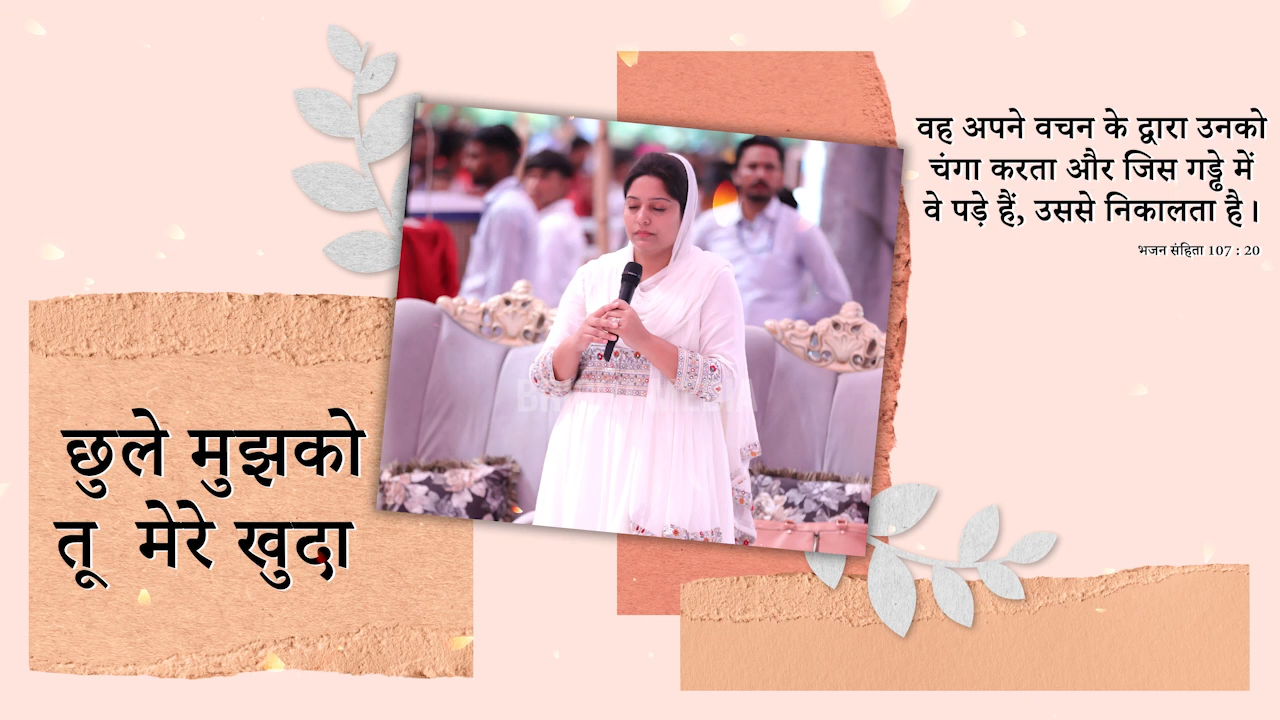 वह अपने वचन के द्वारा उनको
चंगा करता और जिस गड्ढे में
वे पड़े हैं, उससे निकालता है।
भजन संहिता 107 : 20
छुले मुझको
तू मेरे खुदा